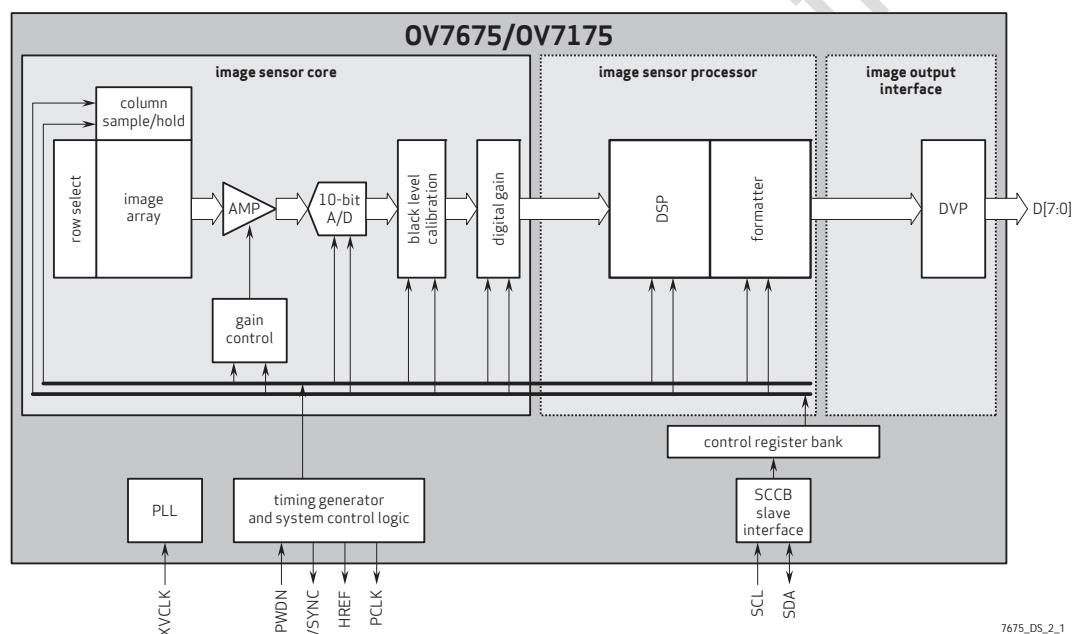 OV7675/OV7175
image sensor core
image sensor processor
image output
interface
column
sample/hold
row select
image
array
AMP
10-bit
A/D
black level
calibration
digital gain
DSP
formatter
DVP
D[7:0]
gain
control
control register bank
PLL
timing generator
and system control logic
SCCB
slave
interface
XVCLK
PWDN
VSYNC
HREF
PCLK
SCL
SDA
7675_DS_2_1